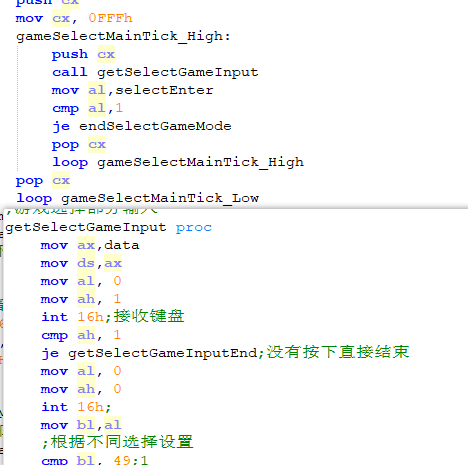 push cx
mov cx, 0FFFh
gameSelectMainTick_High:
push cx
call getSelectGameInput
mov al,selectEnter
cmp al,1
je endSelectGameMode
pop cx
loop gameSelectMainTick_High
pop cx
loop gameSelectMainTick_Low
;游戏选择部分输入
getSelectGameInput proc
mov ax,data
mov ds,ax
mov al, 0
mov ah, 1
int 16h;接收键盘
cmp ah, 1
je getSelectGameInputEnd;没有按下直接结束
mov al, 0
mov ah, 0
int 16h;
mov bl,al
;根据不同选择设置
cmp bl, 49;1